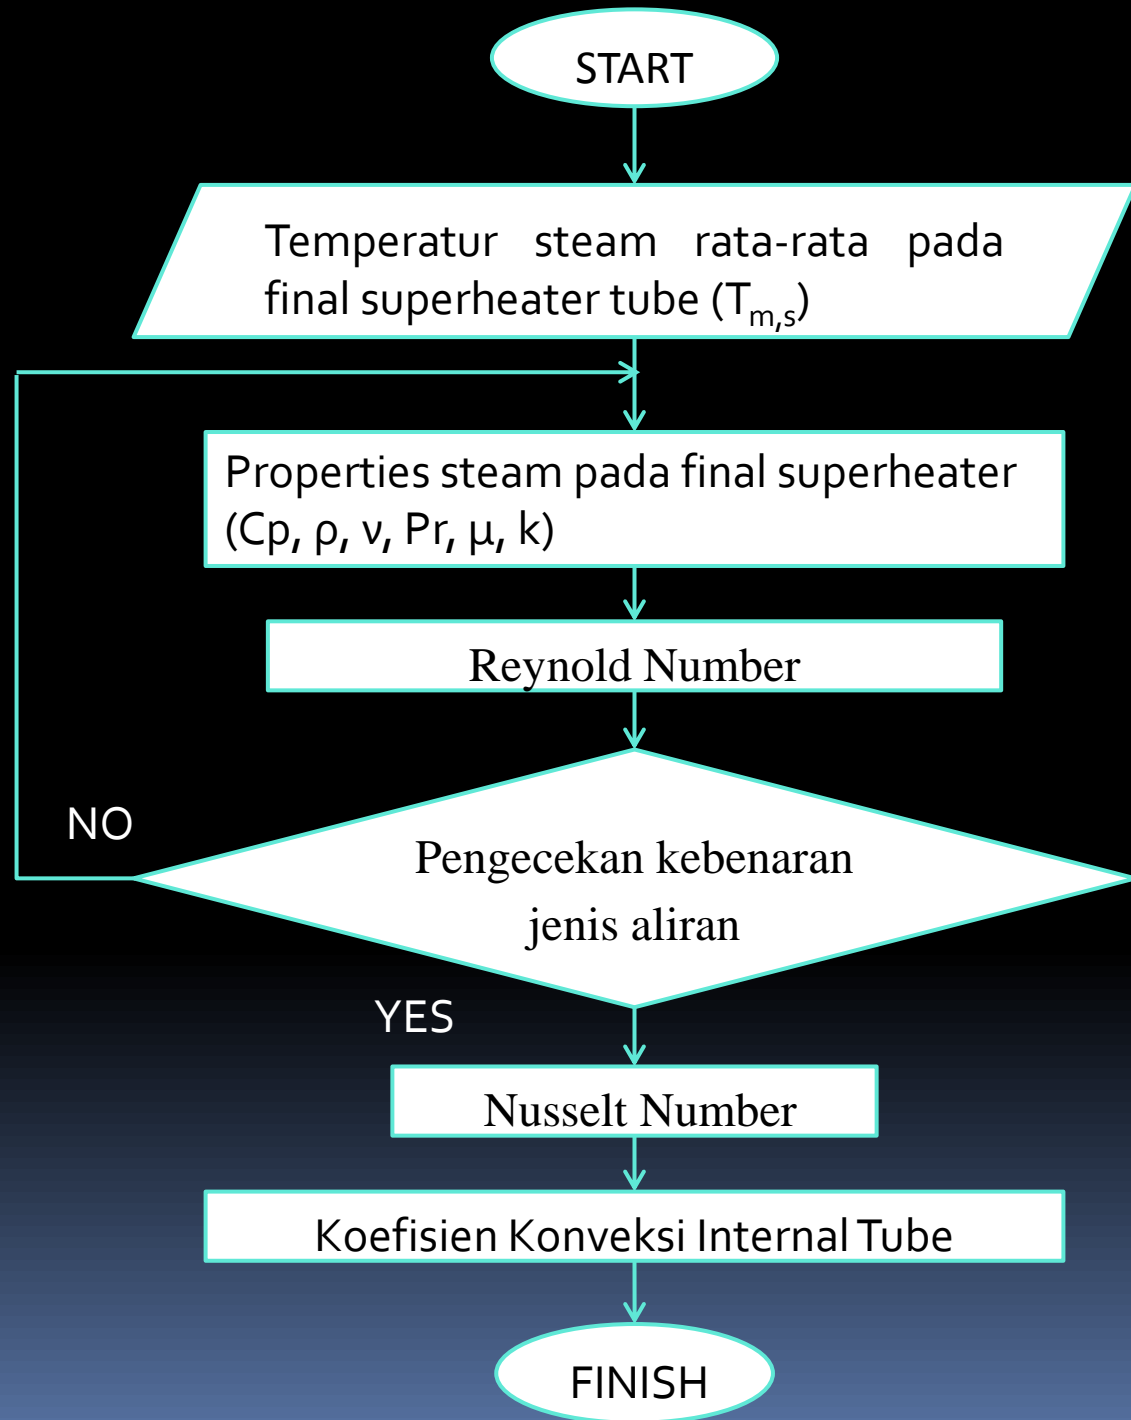 START
Temperatur steam rata-rata pada
final superheater tube (Tm,s)
Properties steam pada final superheater
(Cp, ρ, ν, Pr, μ, k)
Reynold Number
NO
Pengecekan kebenaran
jenis aliran
YES
Nusselt Number
Koefisien Konveksi Internal Tube
FINISH